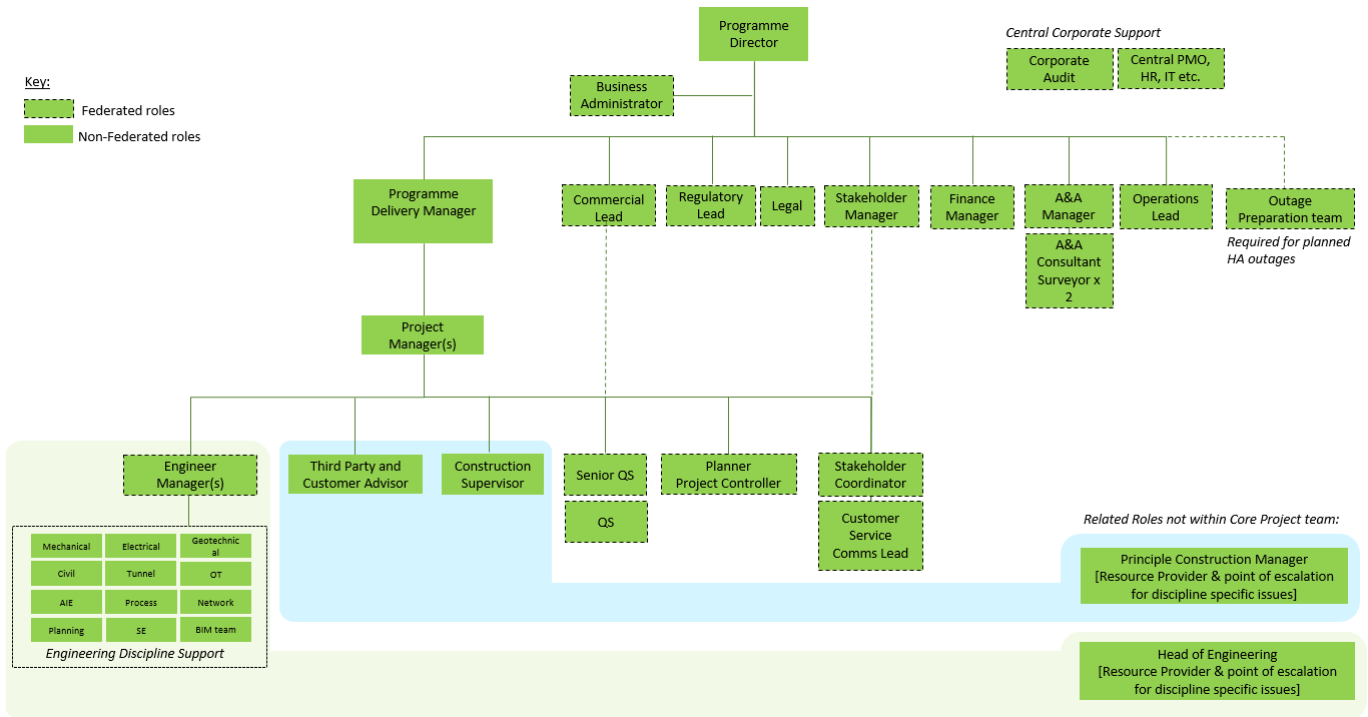 Programme
Director
Central Corporate Support
Corporate
Audit
Central PMO,
HR, IT etc.
Key:
Federated roles
Non-Federated roles
Business
Administrator
Programme
Delivery Manager
Commercial
Lead
Regulatory
Lead
Legal
Stakeholder
Manager
Finance
Manager
A&A
Manager
Operations
Lead
Outage
Preparation team
Required for planned
HA outages
A&A
Consultant
Surveyor x
2
Project
Manager(s)
Engineer
Manager(s)
Third Party and
Customer Advisor
Construction
Supervisor
Senior QS
QS
Planner
Project Controller
Stakeholder
Coordinator
Customer
Service
Comms Lead
Mechanical
Electrical
Geotechnic
al
Civil
Tunnel
OT
AIE
Process
Network
Planning
SE
BIM team
Engineering Discipline Support
Related Roles not within Core Project team:
Principle Construction Manager
[Resource Provider & point of escalation
for discipline specific issues]
Head of Engineering
[Resource Provider & point of escalation
for discipline specific issues]